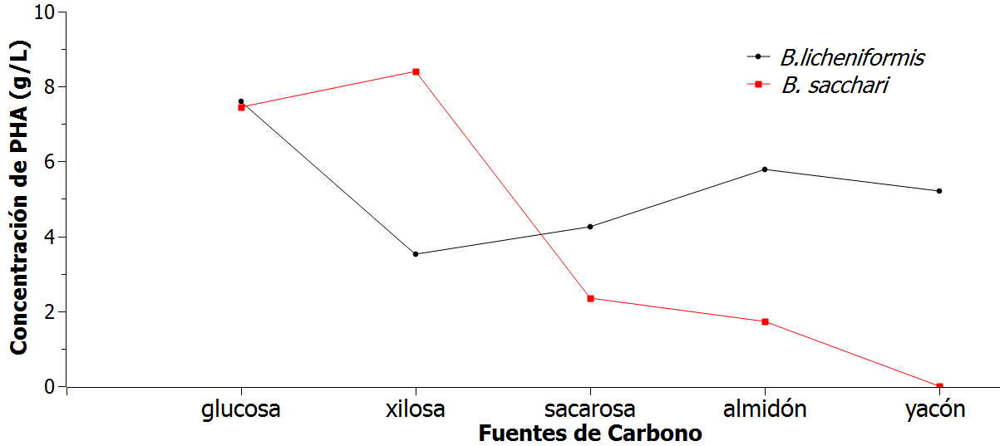 10
8
6
4
2
0
Concentración de PHA (g/L)
B.licheniformis
B. sacchari
glucosa xilosa sacarosa almidón yacón
Fuentes de Carbono